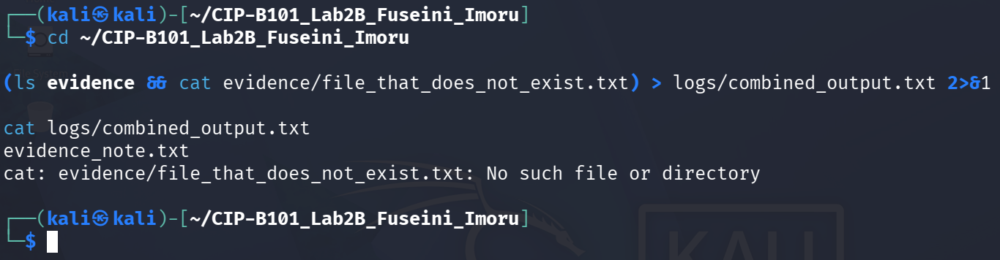 ┌──(kali㉿kali)-[~/CIP-B101_Lab2B_Fuseini_Imoru]
└─$ cd ~/CIP-B101_Lab2B_Fuseini_Imoru
(ls evidence && cat evidence/file_that_does_not_exist.txt) > logs/combined_output.txt 2>&1
cat logs/combined_output.txt
evidence_note.txt
cat: evidence/file_that_does_not_exist.txt: No such file or directory
┌──(kali㉿kali)-[~/CIP-B101_Lab2B_Fuseini_Imoru]
└─$
KALI